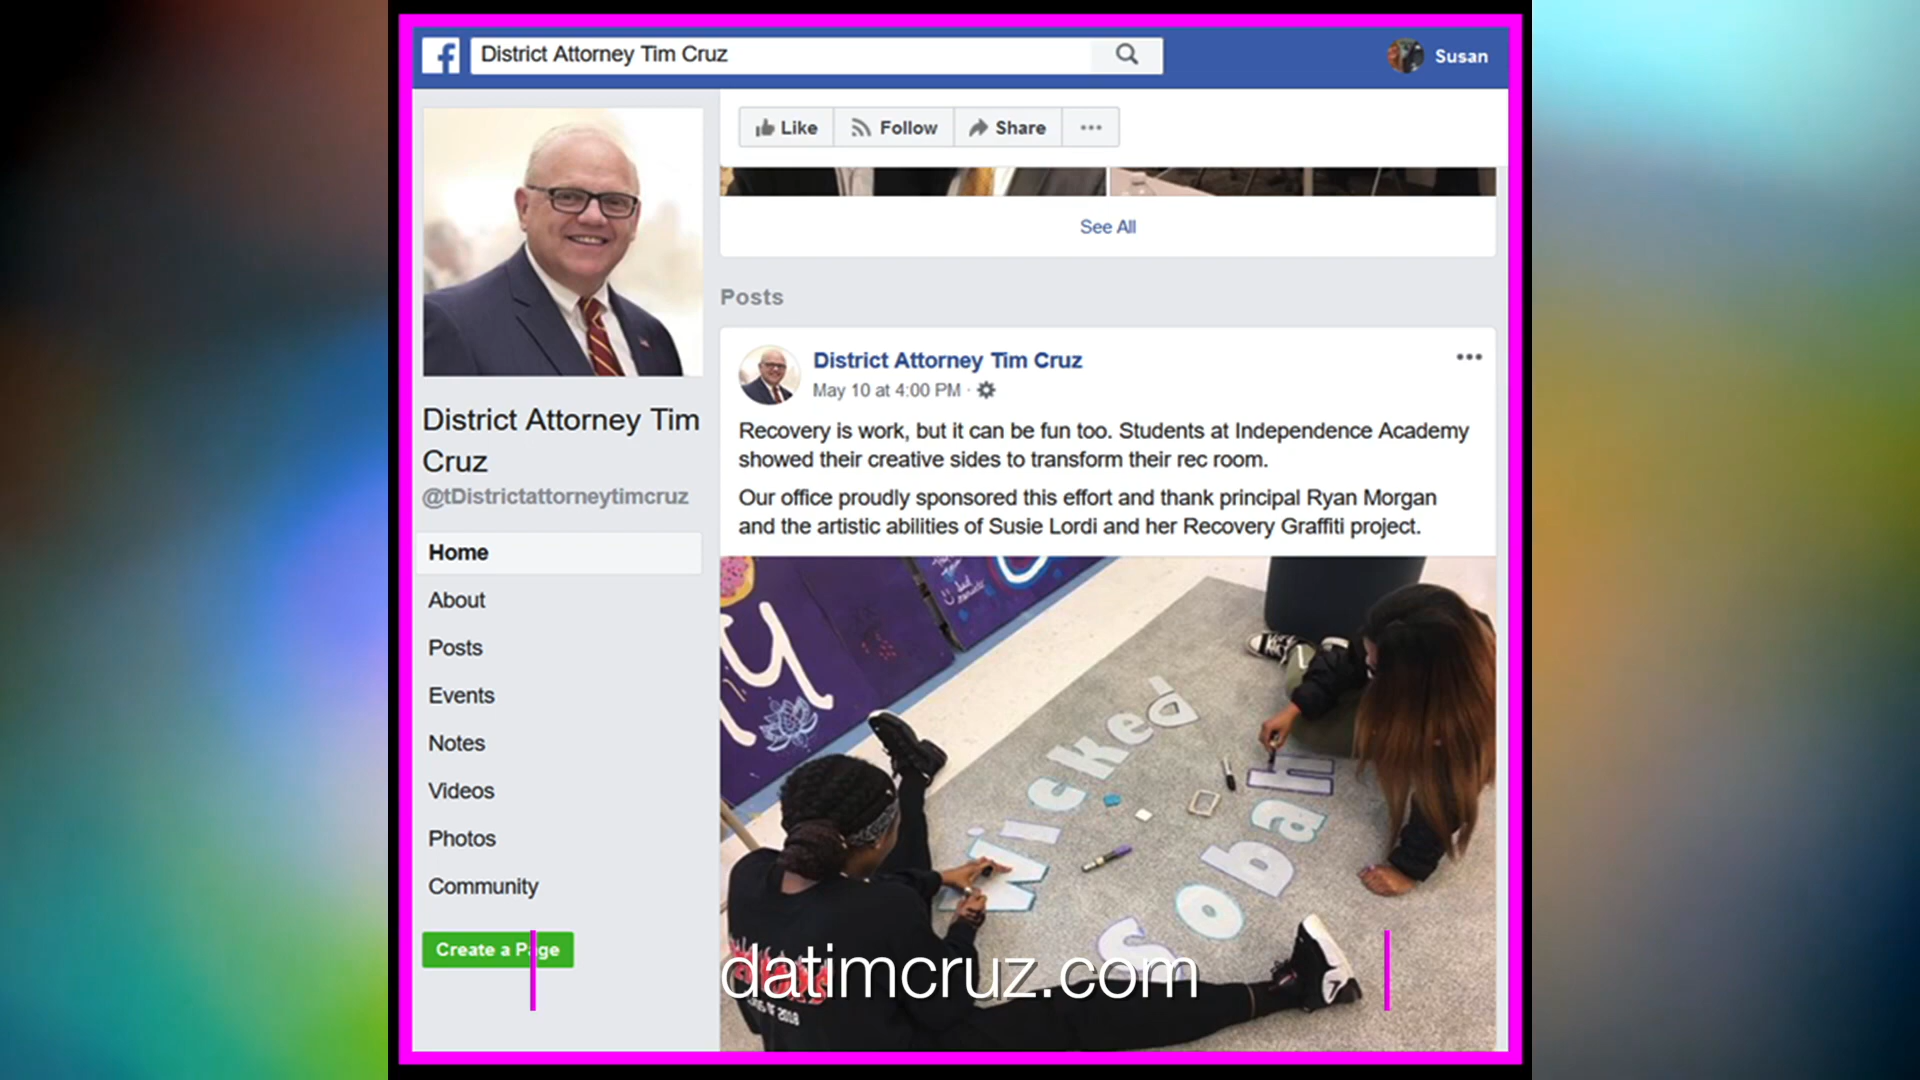 District Attorney Tim Cruz
Susan
Like
Follow
Share
See All
Posts
District Attorney Tim Cruz
May 10 at 4:00 PM
Recovery is work, but it can be fun too. Students at Independence Academy
showed their creative sides to transform their rec room.
Our office proudly sponsored this effort and thank principal Ryan Morgan
and the artistic abilities of Susie Lordi and her Recovery Graffiti project.
District Attorney Tim
Cruz
@tDistrictattorneytimcruz
Home
About
Posts
Events
Notes
Videos
Photos
Community
Create a Page
Wicked
Sobah
2018
datimcruz.com